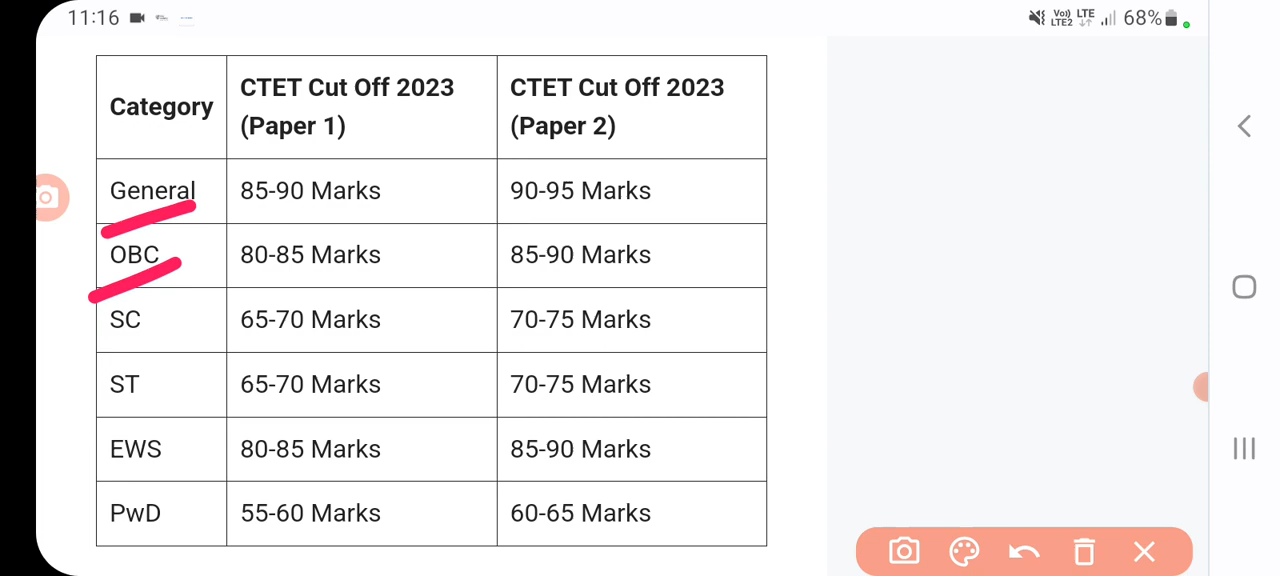 11:16
Vo)) LTE2 LTE 68%
Category CTET Cut Off 2023 (Paper 1) CTET Cut Off 2023 (Paper 2)
General 85-90 Marks 90-95 Marks
OBC 80-85 Marks 85-90 Marks
SC 65-70 Marks 70-75 Marks
ST 65-70 Marks 70-75 Marks
EWS 80-85 Marks 85-90 Marks
PwD 55-60 Marks 60-65 Marks